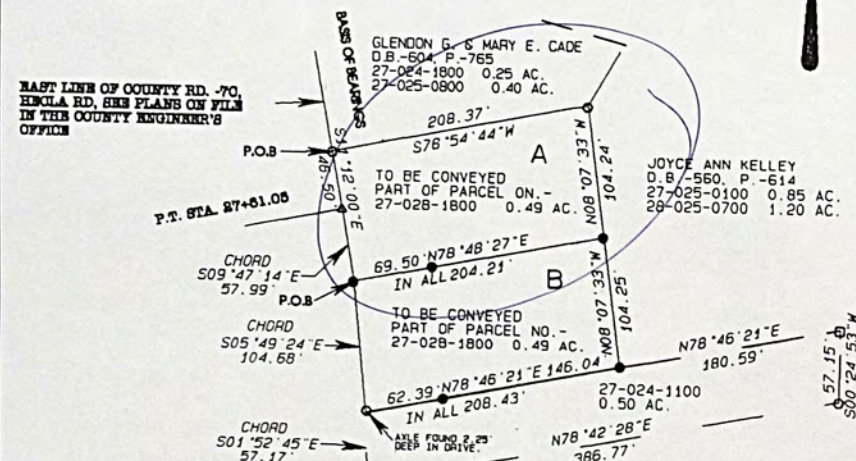 BASIS OF BEARINGS
GLENDON G. & MARY E. CADE
D.B.-604, P.-765
27-024-1800 0.25 AC.
27-025-0800 0.40 AC.
EAST LINE OF COUNTY RD. -70,
HECLA RD, SEE PLANS ON FILE
IN THE COUNTY ENGINEER'S
OFFICE
208.37'
S76°54'44"W
P.O.B
°12'00"E
46.50'
A
104.24'
TO BE CONVEYED
PART OF PARCEL ON.-
27-028-1800 0.49 AC.
JOYCE ANN KELLEY
D.B.-560, P.-614
27-025-0100 0.85 AC.
28-025-0700 1.20 AC.
P.T. STA. 27+61.05
CHORD
S09°47'14"E
57.99'
69.50' N78°48'27"E
IN ALL 204.21'
P.O.B
B
104.25'
TO BE CONVEYED
PART OF PARCEL NO.-
27-028-1800 0.49 AC.
CHORD
S05°49'24"E
104.68'
N78°46'21"E
180.59'
57.15'
S00°24'53"W
62.39' N78°46'21"E 146.04'
IN ALL 208.43'
27-024-1100
0.50 AC.
AXLE FOUND 2.25'
DEEP IN DRIVE.
CHORD
S01°52'45"E
57.17'
N78°42'28"E
386.77'